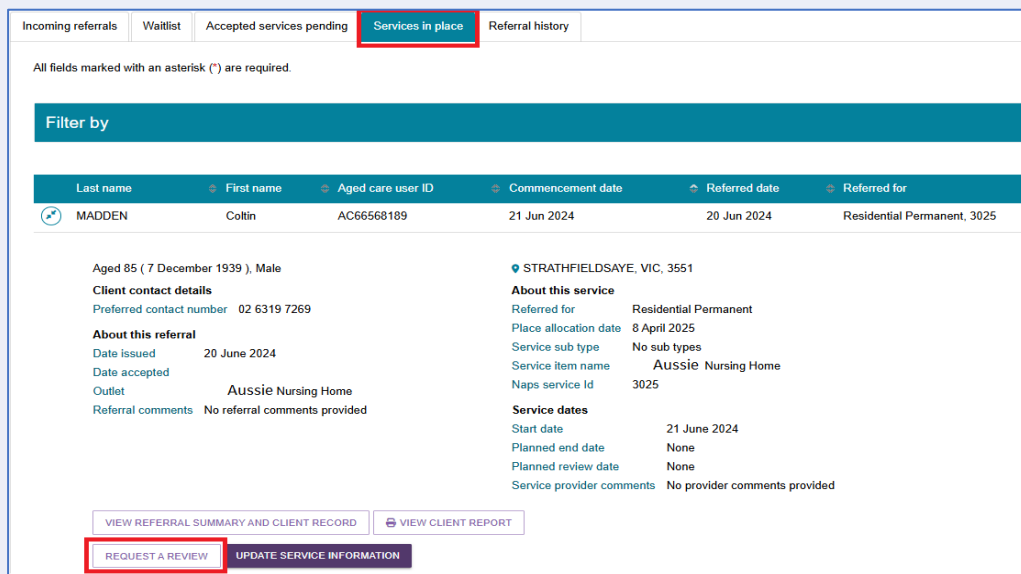 Incoming referrals Waitlist Accepted services pending Services in place Referral history
All fields marked with an asterisk (*) are required.
Filter by
Last name First name Aged care user ID Commencement date Referred date Referred for
MADDEN Coltin AC66568189 21 Jun 2024 20 Jun 2024 Residential Permanent, 3025
Aged 85 ( 7 December 1939 ), Male
Client contact details
Preferred contact number 02 6319 7269
About this referral
Date issued 20 June 2024
Date accepted
Outlet Aussie Nursing Home
Referral comments No referral comments provided
STRATHFIELDSAYE, VIC, 3551
About this service
Referred for Residential Permanent
Place allocation date 8 April 2025
Service sub type No sub types
Service item name Aussie Nursing Home
Naps service Id 3025
Service dates
Start date 21 June 2024
Planned end date None
Planned review date None
Service provider comments No provider comments provided
VIEW REFERRAL SUMMARY AND CLIENT RECORD VIEW CLIENT REPORT
REQUEST A REVIEW UPDATE SERVICE INFORMATION